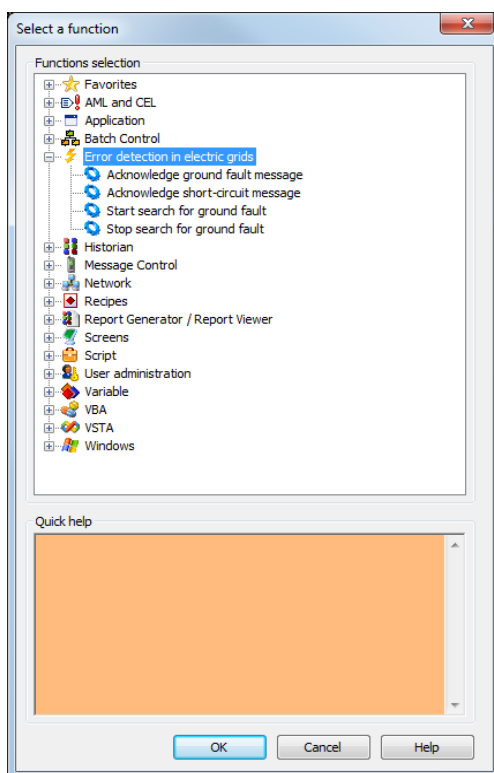 Select a function
Functions selection
Favorites
AML and CEL
Application
Batch Control
Error detection in electric grids
Acknowledge ground fault message
Acknowledge short-circuit message
Start search for ground fault
Stop search for ground fault
Historian
Message Control
Network
Recipes
Report Generator / Report Viewer
Screens
Script
User administration
Variable
VBA
VSTA
Windows
Quick help
OK Cancel Help